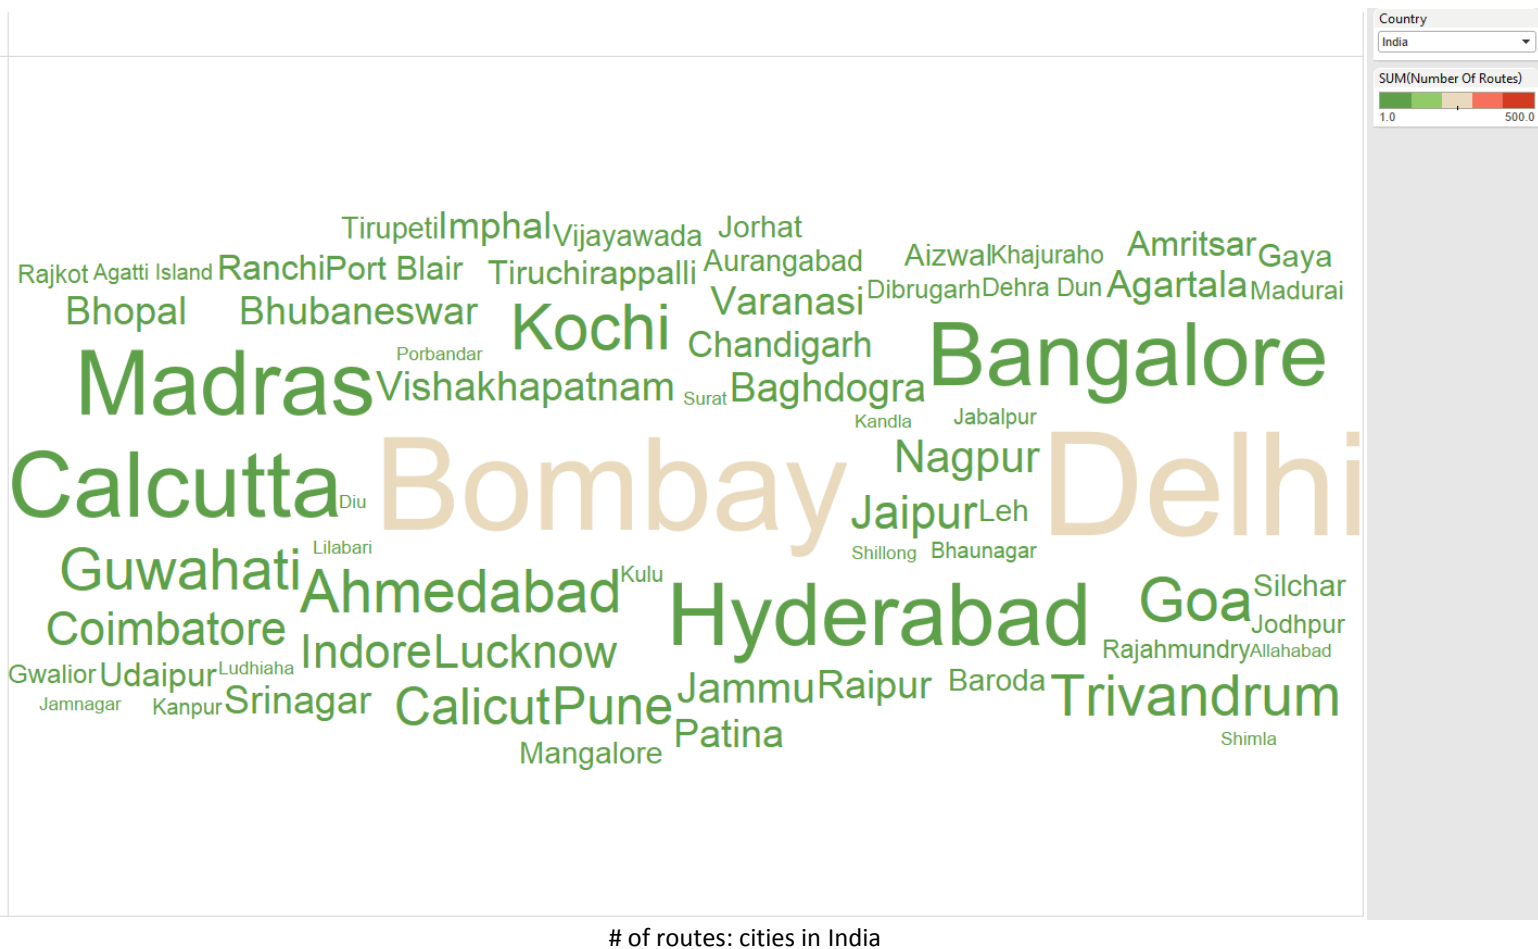 Country
India
SUM(Number Of Routes)
1.0 500.0
Tirupeti Imphal Vijayawada Jorhat
Rajkot Agatti Island Ranchi Port Blair Tiruchirappalli Aurangabad Aizwal Khajuraho Amritsar Gaya
Bhopal Bhubaneswar Kochi Varanasi Dibrugarh Dehra Dun Agartala Madurai
Madras Porbandar Chandigarh Bangalore
Vishakhapatnam Surat Baghdogra
Kandla Jabalpur
Calcutta Diu Bombay Nagpur Delhi
Jaipur Leh
Lilabari Shillong Bhaunagar
Guwahati Ahmedabad Kulu Hyderabad Goa Silchar
Coimbatore Jodhpur
Indore Lucknow Rajahmundry Allahabad
Gwalior Udaipur Ludhiaha
Jamnagar Kanpur Srinagar Calicut Pune Jammu Raipur Baroda Trivandrum
Mangalore Patina Shimla
# of routes: cities in India